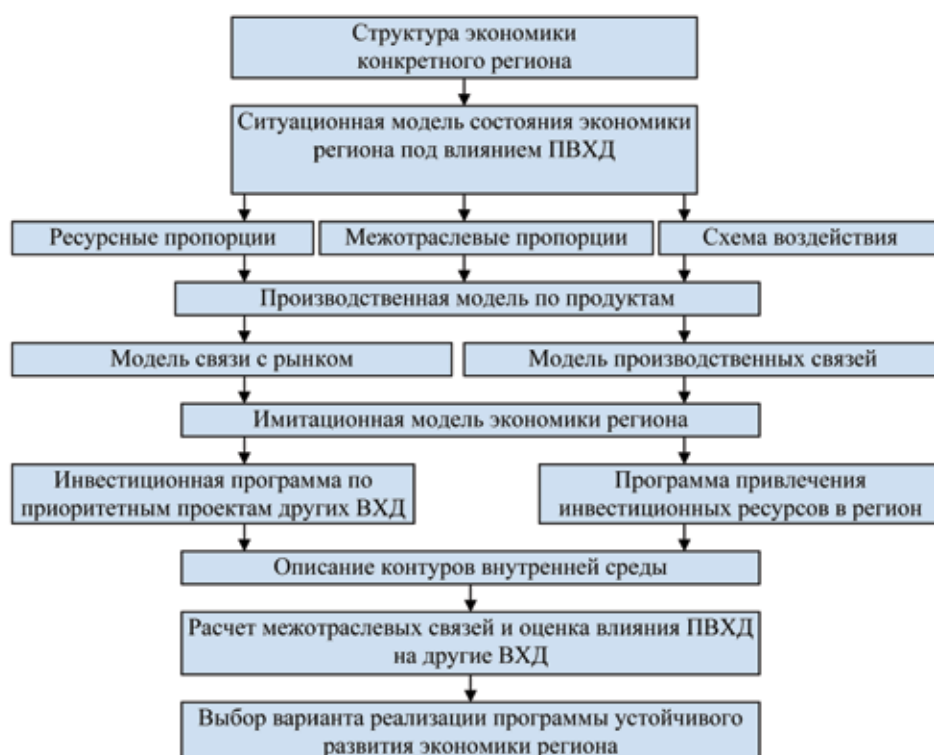 Структура экономики
конкретного региона
Ситуационная модель состояния экономики
региона под влиянием ПВХД
Ресурсные пропорции
Межотраслевые пропорции
Схема воздействия
Производственная модель по продуктам
Модель связи с рынком
Модель производственных связей
Имитационная модель экономики региона
Инвестиционная программа по
приоритетным проектам других ВХД
Программа привлечения
инвестиционных ресурсов в регион
Описание контуров внутренней среды
Расчет межотраслевых связей и оценка влияния ПВХД
на другие ВХД
Выбор варианта реализации программы устойчивого
развития экономики региона